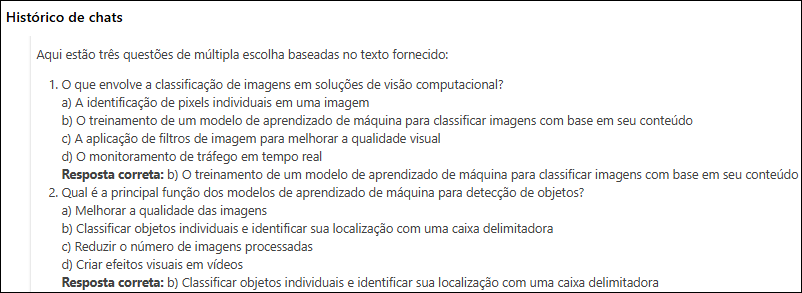 Histórico de chats
Aqui estão três questões de múltipla escolha baseadas no texto fornecido:
1. O que envolve a classificação de imagens em soluções de visão computacional?
a) A identificação de pixels individuais em uma imagem
b) O treinamento de um modelo de aprendizado de máquina para classificar imagens com base em seu conteúdo
c) A aplicação de filtros de imagem para melhorar a qualidade visual
d) O monitoramento de tráfego em tempo real
Resposta correta: b) O treinamento de um modelo de aprendizado de máquina para classificar imagens com base em seu conteúdo
2. Qual é a principal função dos modelos de aprendizado de máquina para detecção de objetos?
a) Melhorar a qualidade das imagens
b) Classificar objetos individuais e identificar sua localização com uma caixa delimitadora
c) Reduzir o número de imagens processadas
d) Criar efeitos visuais em vídeos
Resposta correta: b) Classificar objetos individuais e identificar sua localização com uma caixa delimitadora